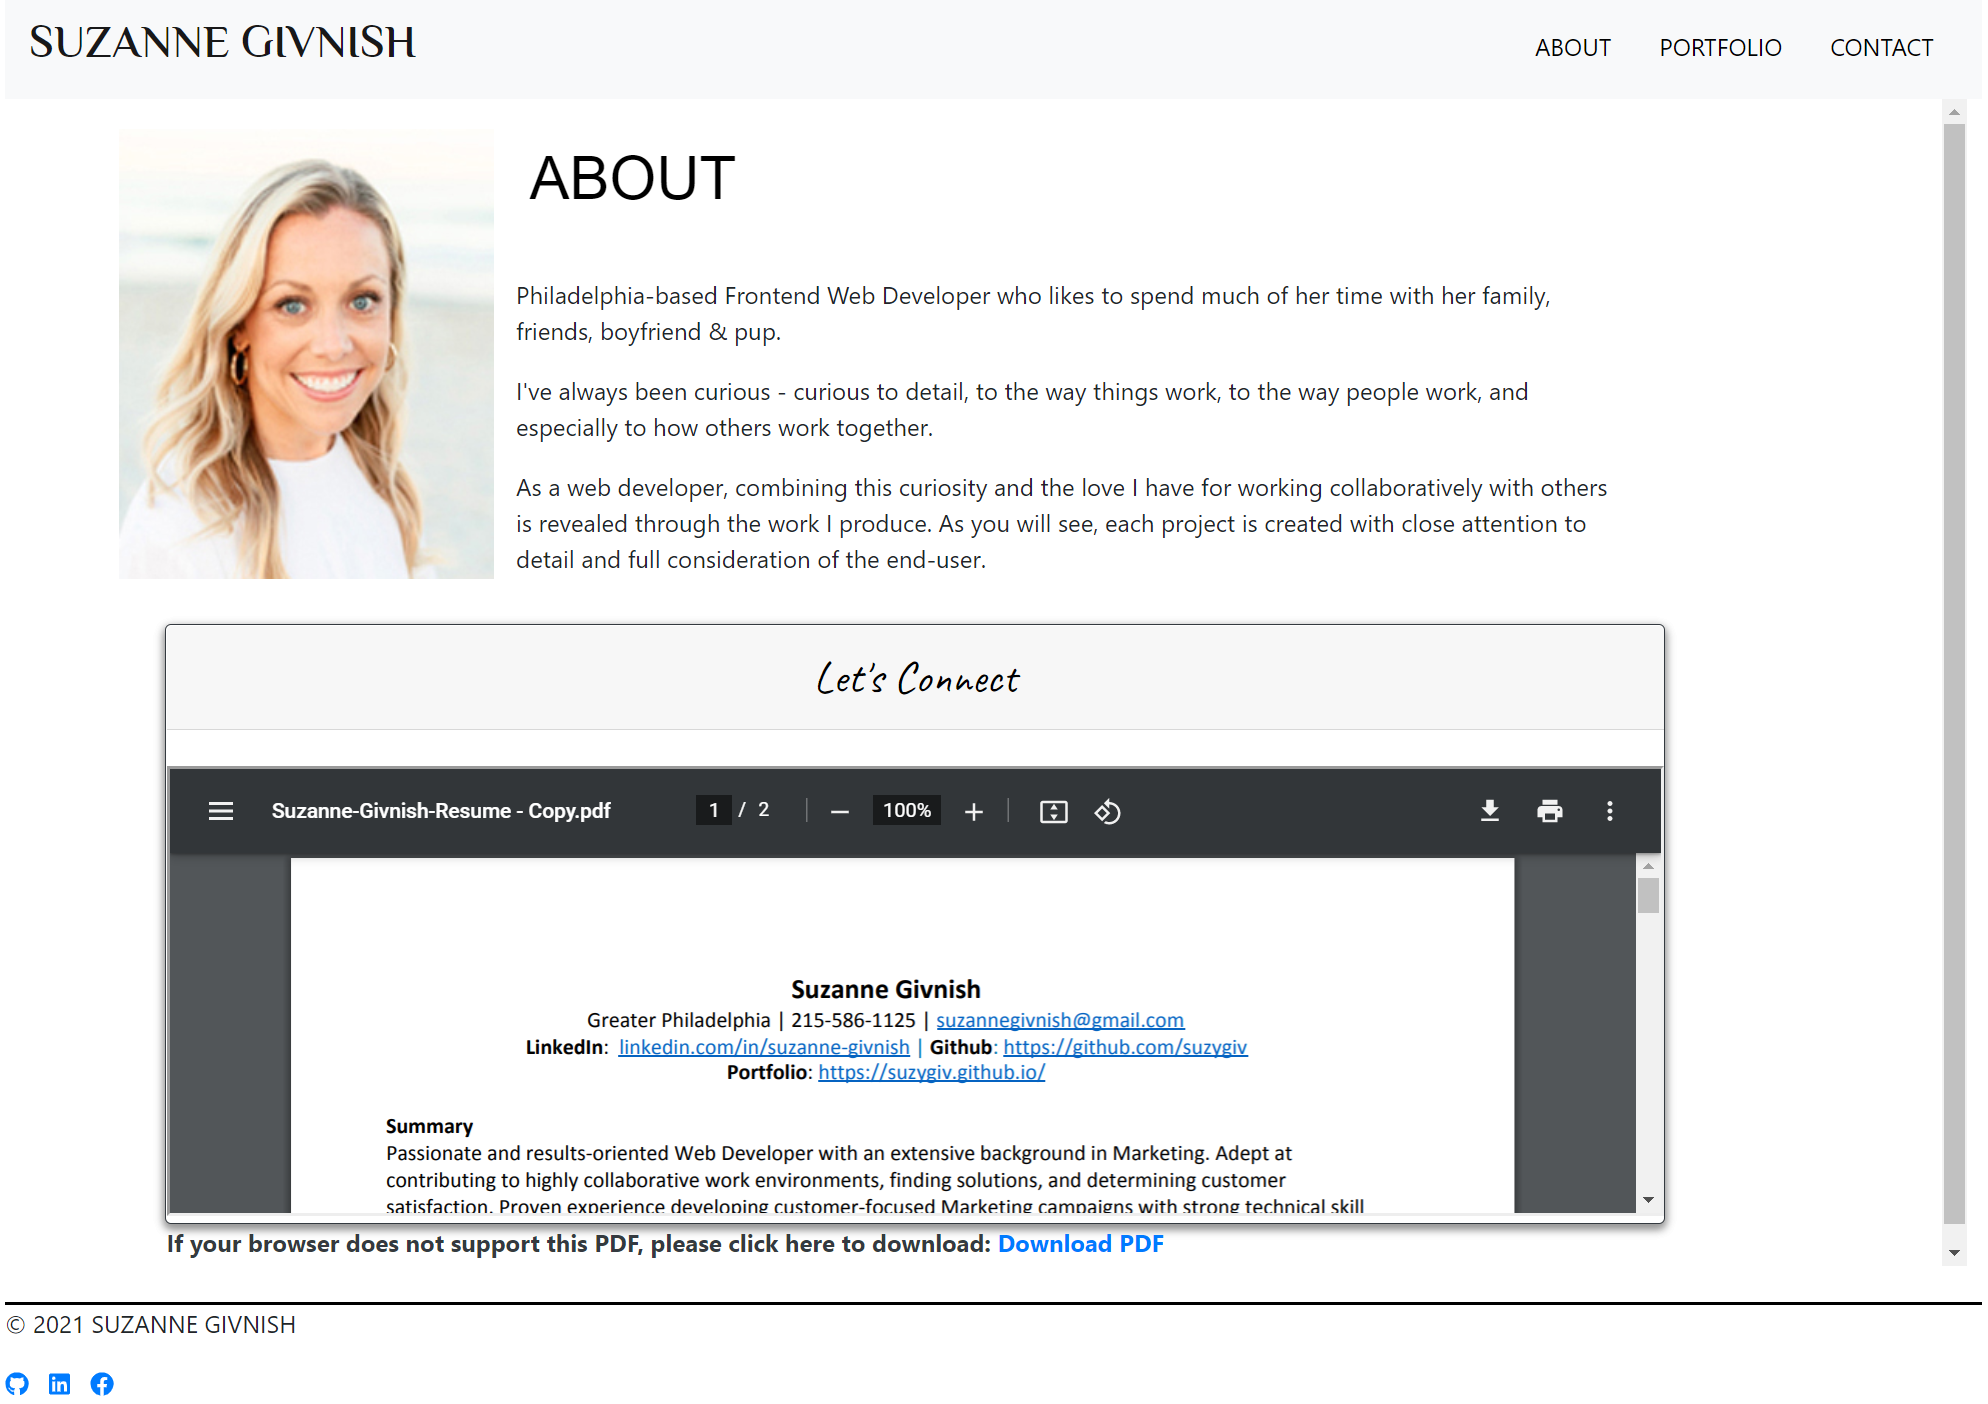 SUZANNE GIVNISH
ABOUT PORTFOLIO CONTACT
ABOUT
Philadelphia-based Frontend Web Developer who likes to spend much of her time with her family,
friends, boyfriend & pup.
I've always been curious - curious to detail, to the way things work, to the way people work, and
especially to how others work together.
As a web developer, combining this curiosity and the love I have for working collaboratively with others
is revealed through the work I produce. As you will see, each project is created with close attention to
detail and full consideration of the end-user.
Let's Connect
Suzanne-Givnish-Resume - Copy.pdf 1 / 2 100%
Suzanne Givnish
Greater Philadelphia | 215-586-1125 | suzannegivnish@gmail.com
LinkedIn: linkedin.com/in/suzanne-givnish | Github: https://github.com/suzygiv
Portfolio: https://suzygiv.github.io/
Summary
Passionate and results-oriented Web Developer with an extensive background in Marketing. Adept at
contributing to highly collaborative work environments, finding solutions, and determining customer
satisfaction. Proven experience developing customer-focused Marketing campaigns with strong technical skill
If your browser does not support this PDF, please click here to download: Download PDF
© 2021 SUZANNE GIVNISH